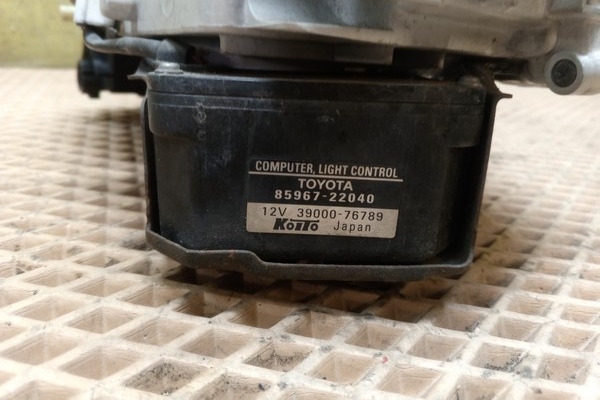 COMPUTER, LIGHT CONTROL
TOYOTA
85967-22040
12V 39000-76789
KOITO Japan